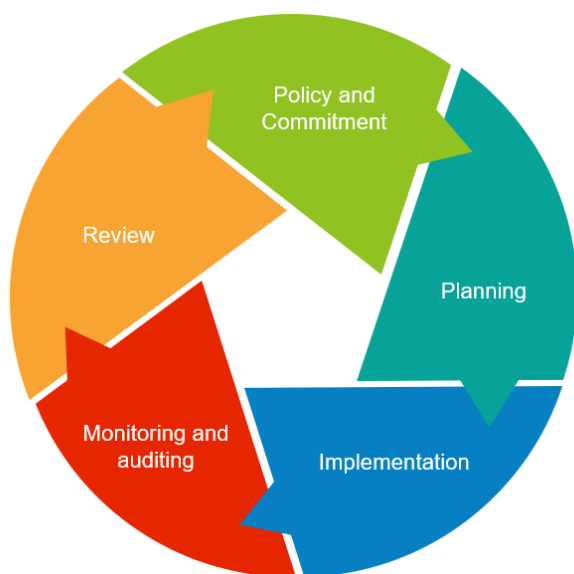 Policy and
Commitment
Planning
Implementation
Monitoring and
auditing
Review